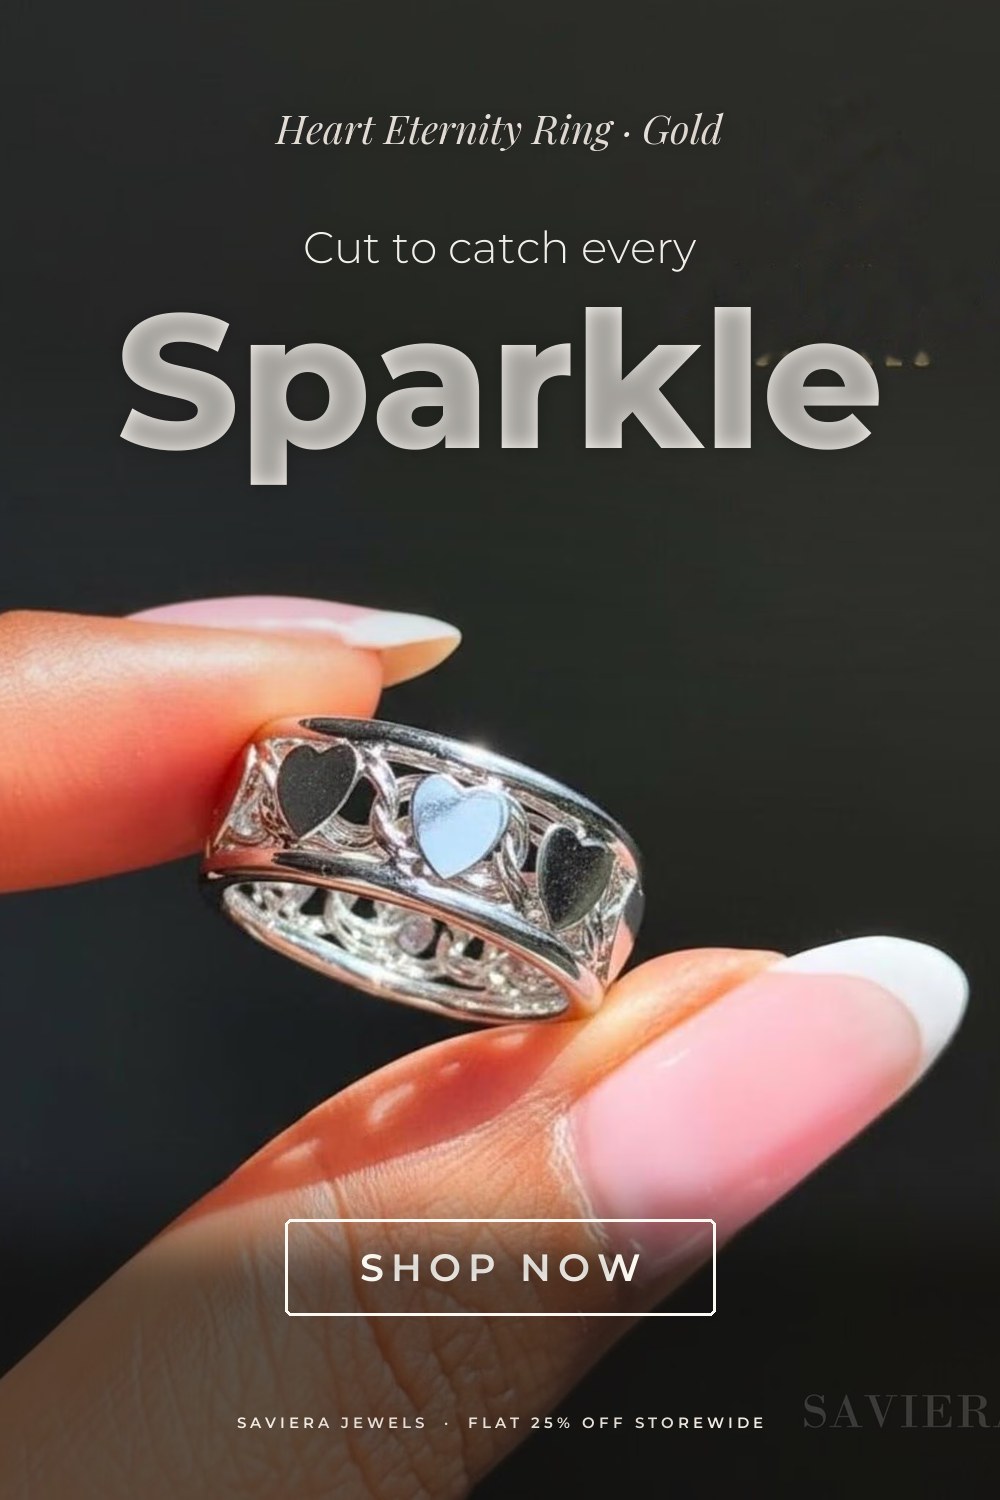 Heart Eternity Ring · Gold
Cut to catch every
Sparkle
SHOP NOW
SAVIERA JEWELS · FLAT 25% OFF STOREWIDE
SAVIER